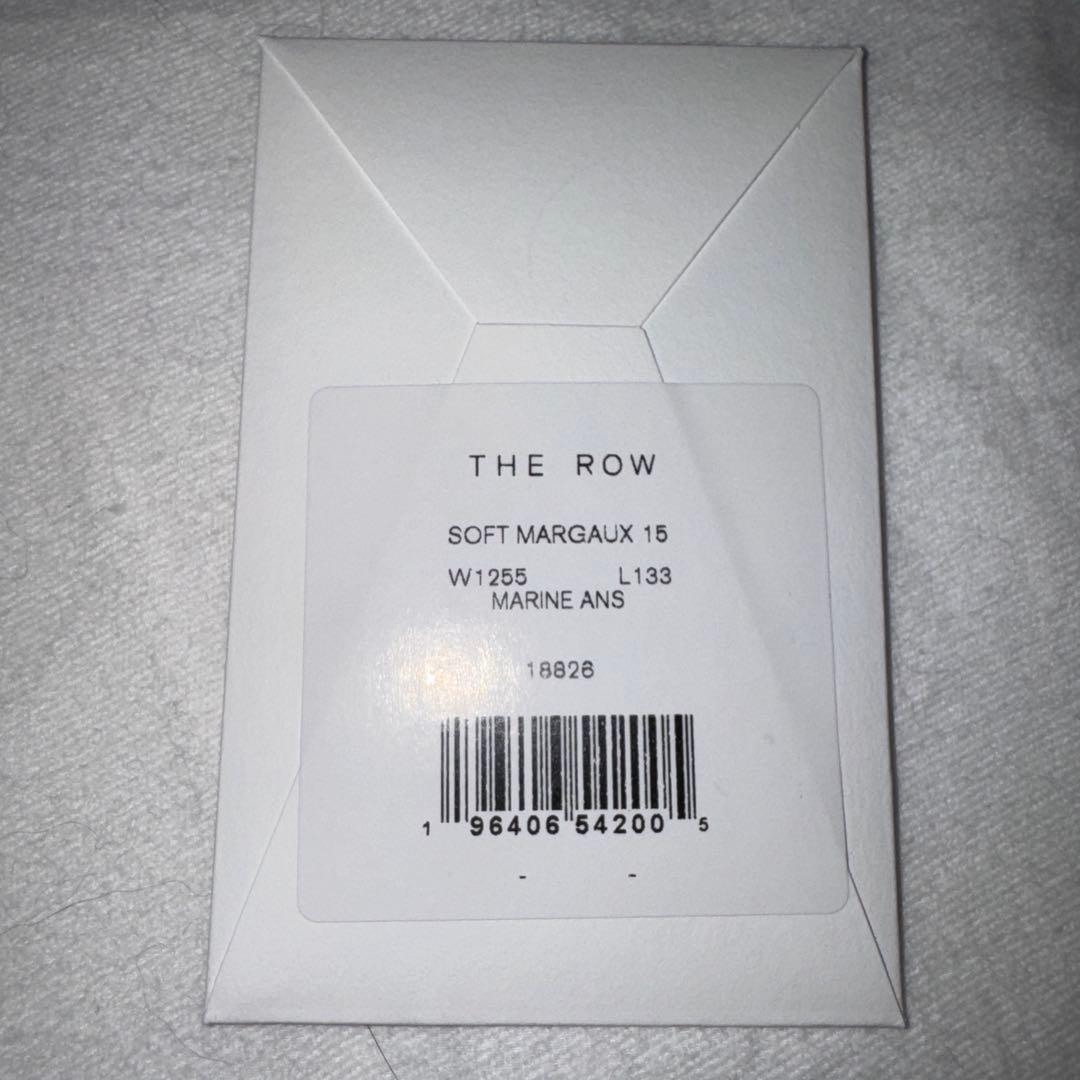 THE ROW
SOFT MARGAUX 15
W1255 L133
MARINE ANS
18826
1 96406 54200 5
- -